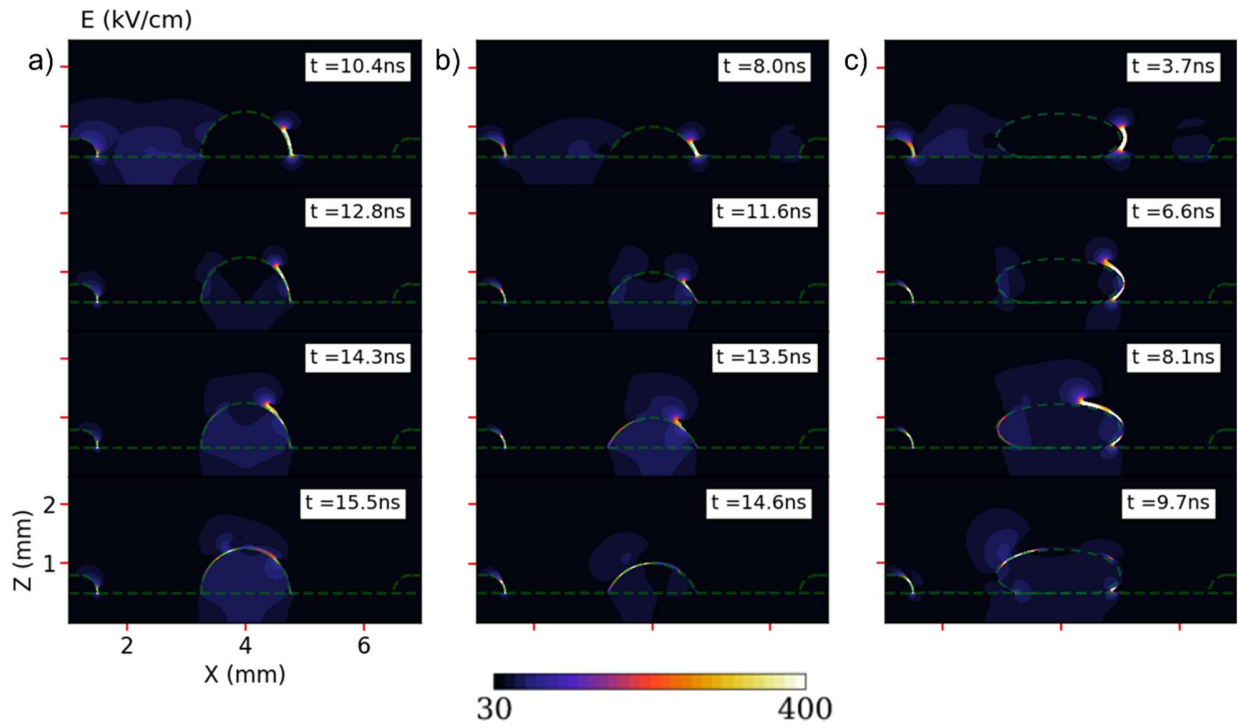 E (kV/cm)
a)
t =10.4ns
b)
t =8.0ns
c)
t =3.7ns
t =12.8ns
t =11.6ns
t =6.6ns
t =14.3ns
t =13.5ns
t =8.1ns
t =15.5ns
t =14.6ns
t =9.7ns
2
1
Z (mm)
2 4 6
X (mm)
30 400